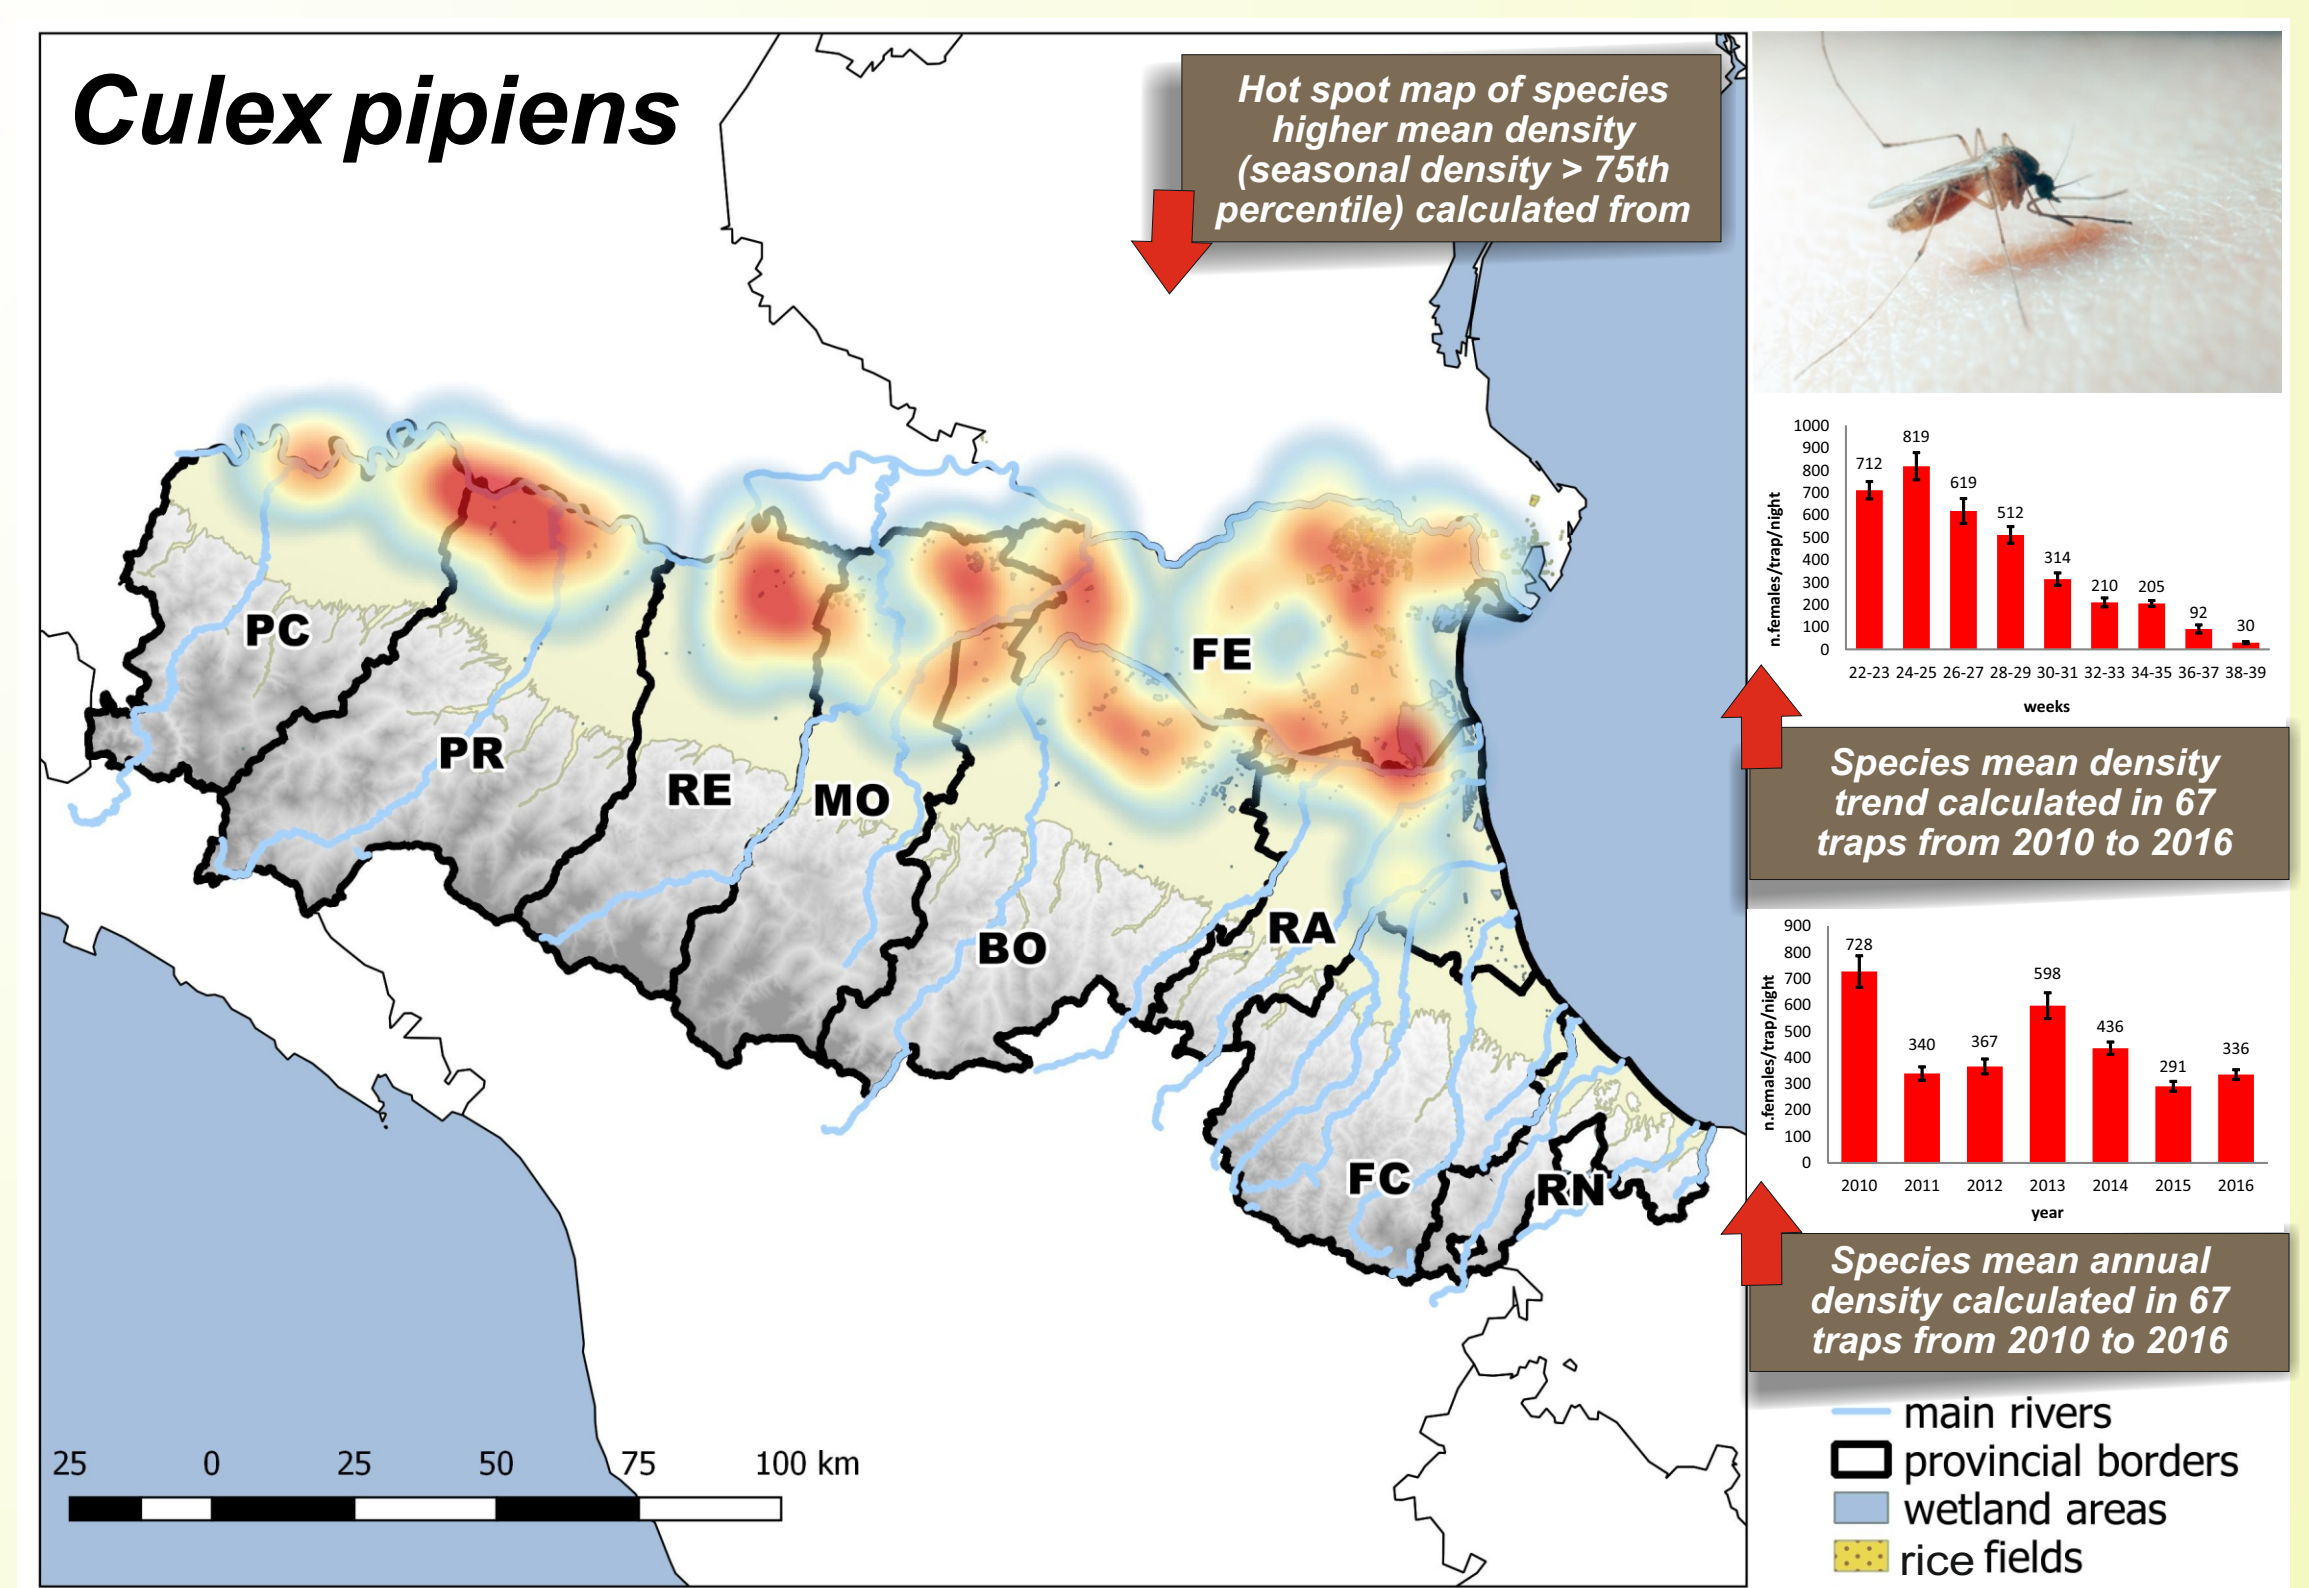 Culex pipiens
Hot spot map of species
higher mean density
(seasonal density > 75th
percentile) calculated from
PC
PR
RE
MO
FE
BO
RA
FC
RN
25 0 25 50 75 100 km
n.females/trap/night
1000
900
800
700
600
500
400
300
200
100
0
712
819
619
512
314
210
205
92
30
22-23 24-25 26-27 28-29 30-31 32-33 34-35 36-37 38-39
weeks
Species mean density
trend calculated in 67
traps from 2010 to 2016
n.females/trap/night
900
800
700
600
500
400
300
200
100
0
728
340
367
598
436
291
336
2010 2011 2012 2013 2014 2015 2016
year
Species mean annual
density calculated in 67
traps from 2010 to 2016
main rivers
provincial borders
wetland areas
rice fields